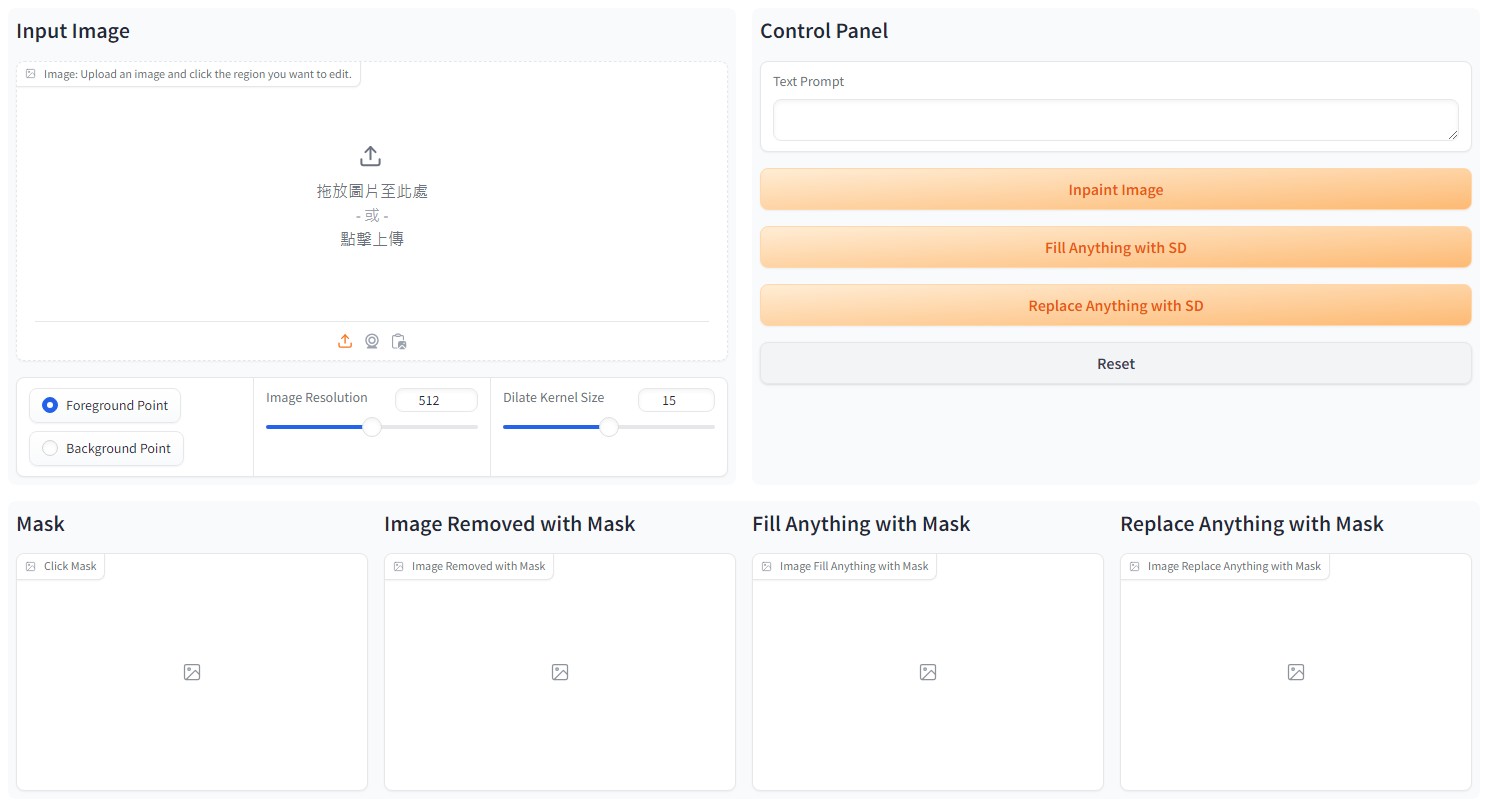 Input Image
Image: Upload an image and click the region you want to edit.
拖放圖片至此處
- 或 -
點擊上傳
Foreground Point
Background Point
Image Resolution
512
Dilate Kernel Size
15
Control Panel
Text Prompt
Inpaint Image
Fill Anything with SD
Replace Anything with SD
Reset
Mask
Click Mask
Image Removed with Mask
Image Removed with Mask
Fill Anything with Mask
Image Fill Anything with Mask
Replace Anything with Mask
Image Replace Anything with Mask